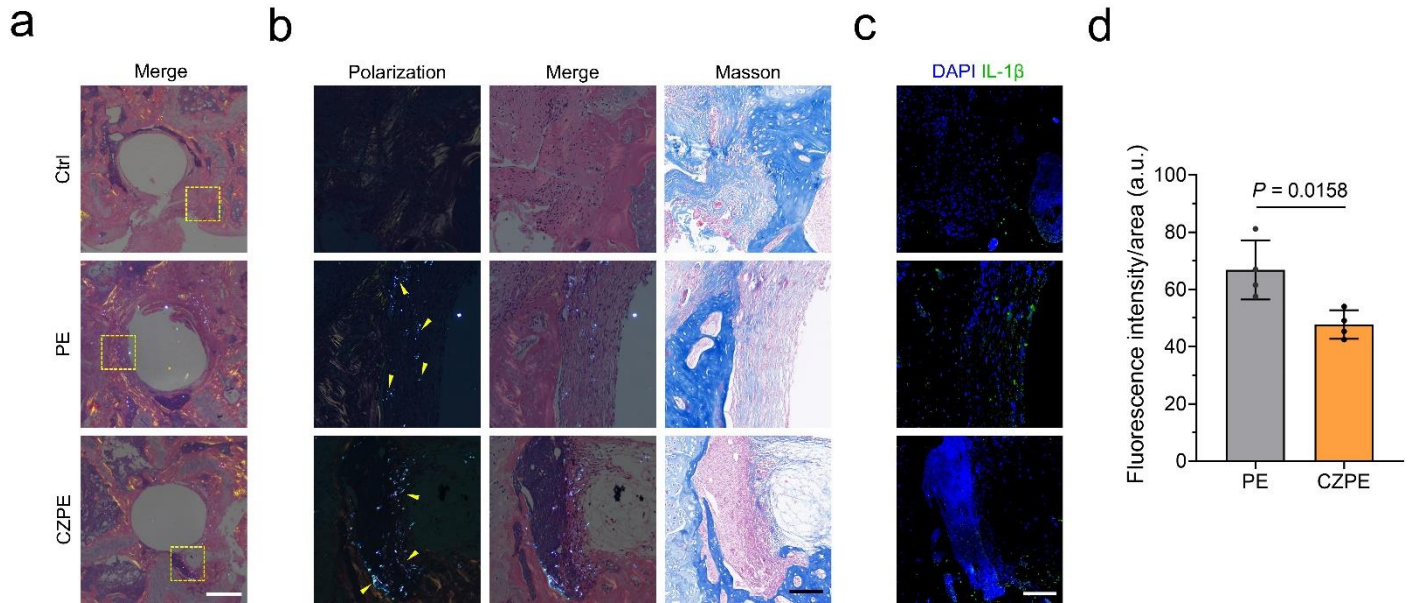 a
b
c
d
Merge
Polarization
Merge
Masson
DAPI IL-1β
Ctrl
PE
CZPE
Fluorescence intensity/area (a.u.)
100
80
60
40
20
0
P = 0.0158
PE
CZPE